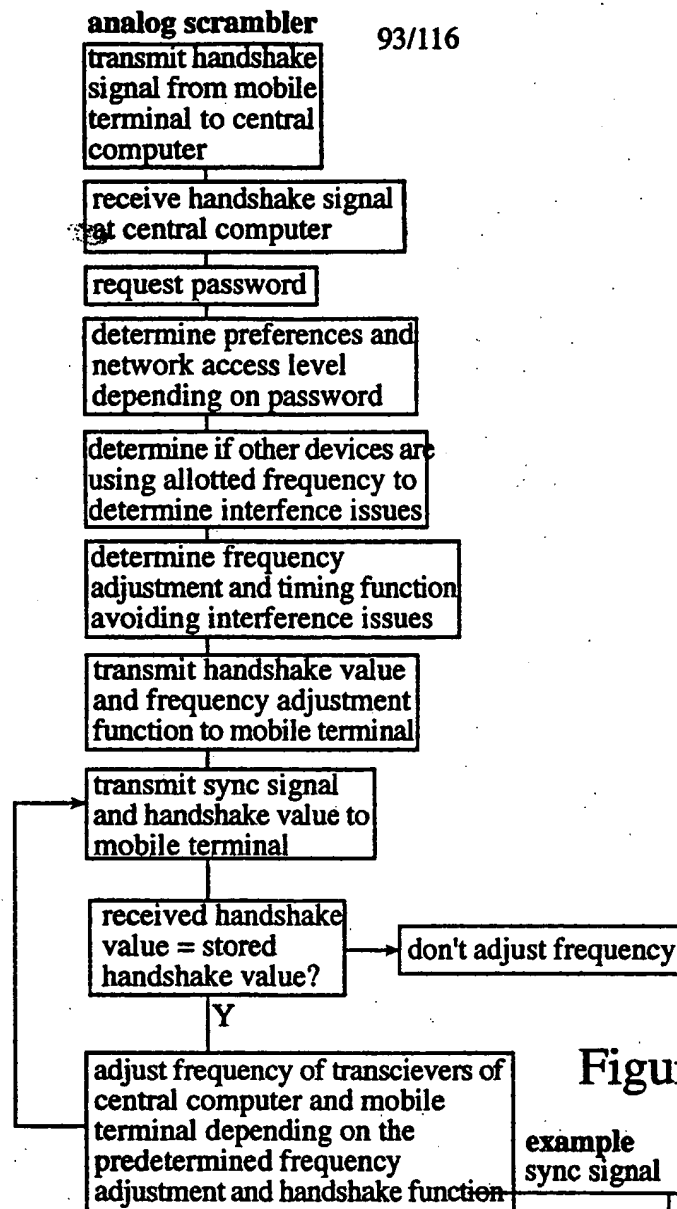 analog scrambler
93/116
transmit handshake
signal from mobile
terminal to central
computer
receive handshake signal
at central computer
request password
determine preferences and
network access level
depending on password
determine if other devices are
using allotted frequency to
determine interfence issues
determine frequency
adjustment and timing function
avoiding interference issues
transmit handshake value
and frequency adjustment
function to mobile terminal
transmit sync signal
and handshake value to
mobile terminal
received handshake
value = stored
handshake value?
don't adjust frequency
Y
adjust frequency of transcievers of
central computer and mobile
terminal depending on the
predetermined frequency
adjustment and handshake function
example
sync signal